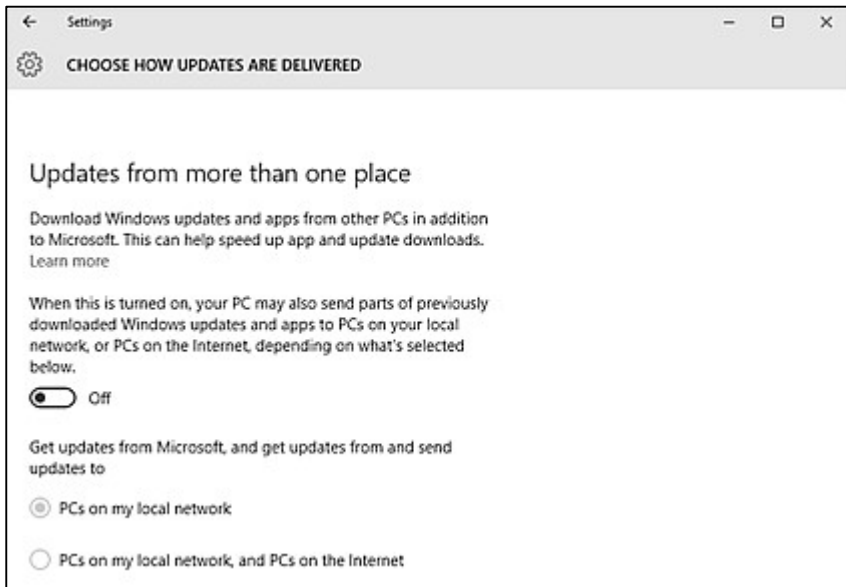 Settings
CHOOSE HOW UPDATES ARE DELIVERED
Updates from more than one place
Download Windows updates and apps from other PCs in addition
to Microsoft. This can help speed up app and update downloads.
Learn more
When this is turned on, your PC may also send parts of previously
downloaded Windows updates and apps to PCs on your local
network, or PCs on the Internet, depending on what's selected
below.
Off
Get updates from Microsoft, and get updates from and send
updates to
PCs on my local network
PCs on my local network, and PCs on the Internet